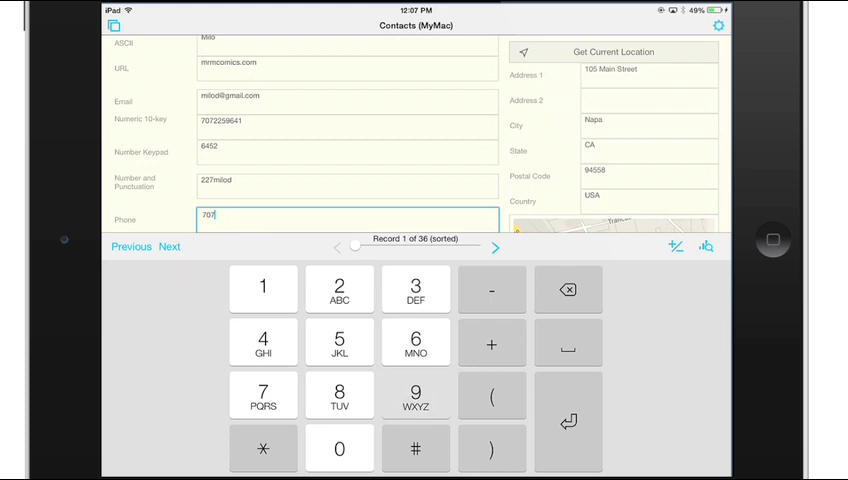 iPad 12:07 PM 49%
Contacts (MyMac)
ASCII Milo
URL mrmcomics.com
Email milod@gmail.com
Numeric 10-key 7072259641
Number Keypad 6452
Number and
Punctuation 227milod
Phone 707
Get Current Location
Address 1 105 Main Street
Address 2
City Napa
State CA
Postal Code 94558
Country USA
Trancas
Previous Next Record 1 of 36 (sorted)
1 2 ABC 3 DEF -
4 GHI 5 JKL 6 MNO +
7 PQRS 8 TUV 9 WXYZ (
* 0 # )